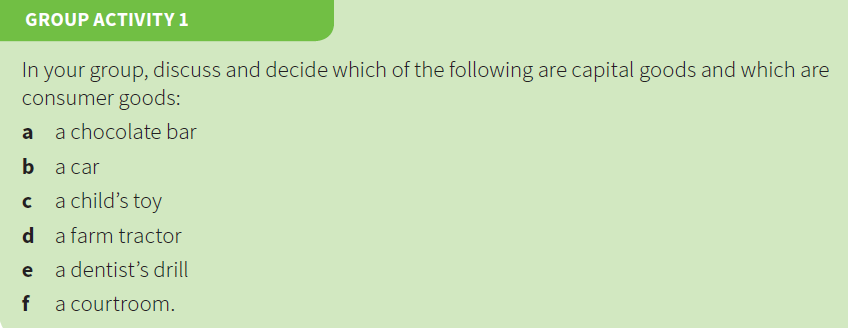 GROUP ACTIVITY 1
In your group, discuss and decide which of the following are capital goods and which are
consumer goods:
a a chocolate bar
b a car
c a child’s toy
d a farm tractor
e a dentist’s drill
f a courtroom.